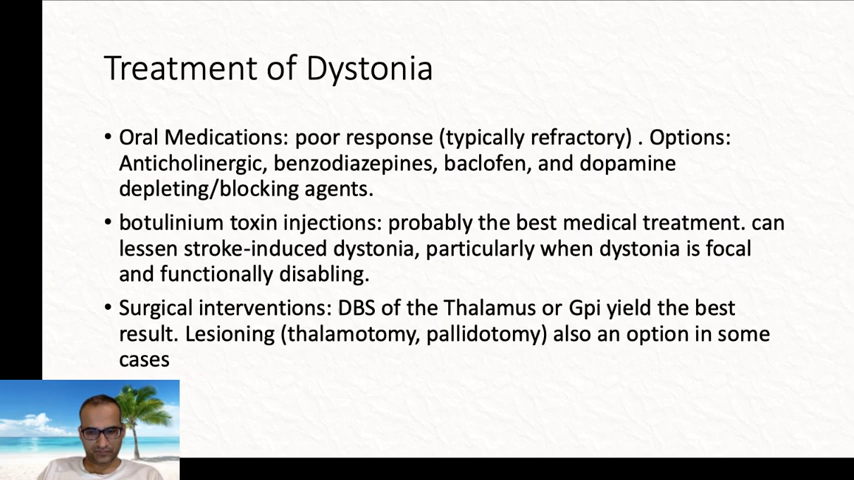 Treatment of Dystonia
• Oral Medications: poor response (typically refractory) . Options:
Anticholinergic, benzodiazepines, baclofen, and dopamine
depleting/blocking agents.
• botulinium toxin injections: probably the best medical treatment. can
lessen stroke-induced dystonia, particularly when dystonia is focal
and functionally disabling.
• Surgical interventions: DBS of the Thalamus or Gpi yield the best
result. Lesioning (thalamotomy, pallidotomy) also an option in some
cases